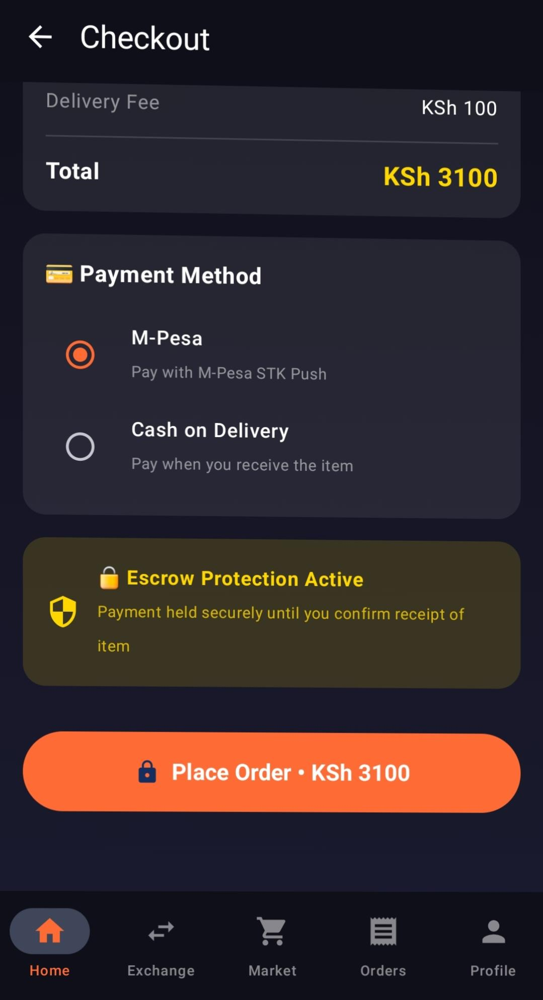 Checkout
Delivery Fee
KSh 100
Total
KSh 3100
Payment Method
M-Pesa
Pay with M-Pesa STK Push
Cash on Delivery
Pay when you receive the item
Escrow Protection Active
Payment held securely until you confirm receipt of
item
Place Order • KSh 3100
Home
Exchange
Market
Orders
Profile